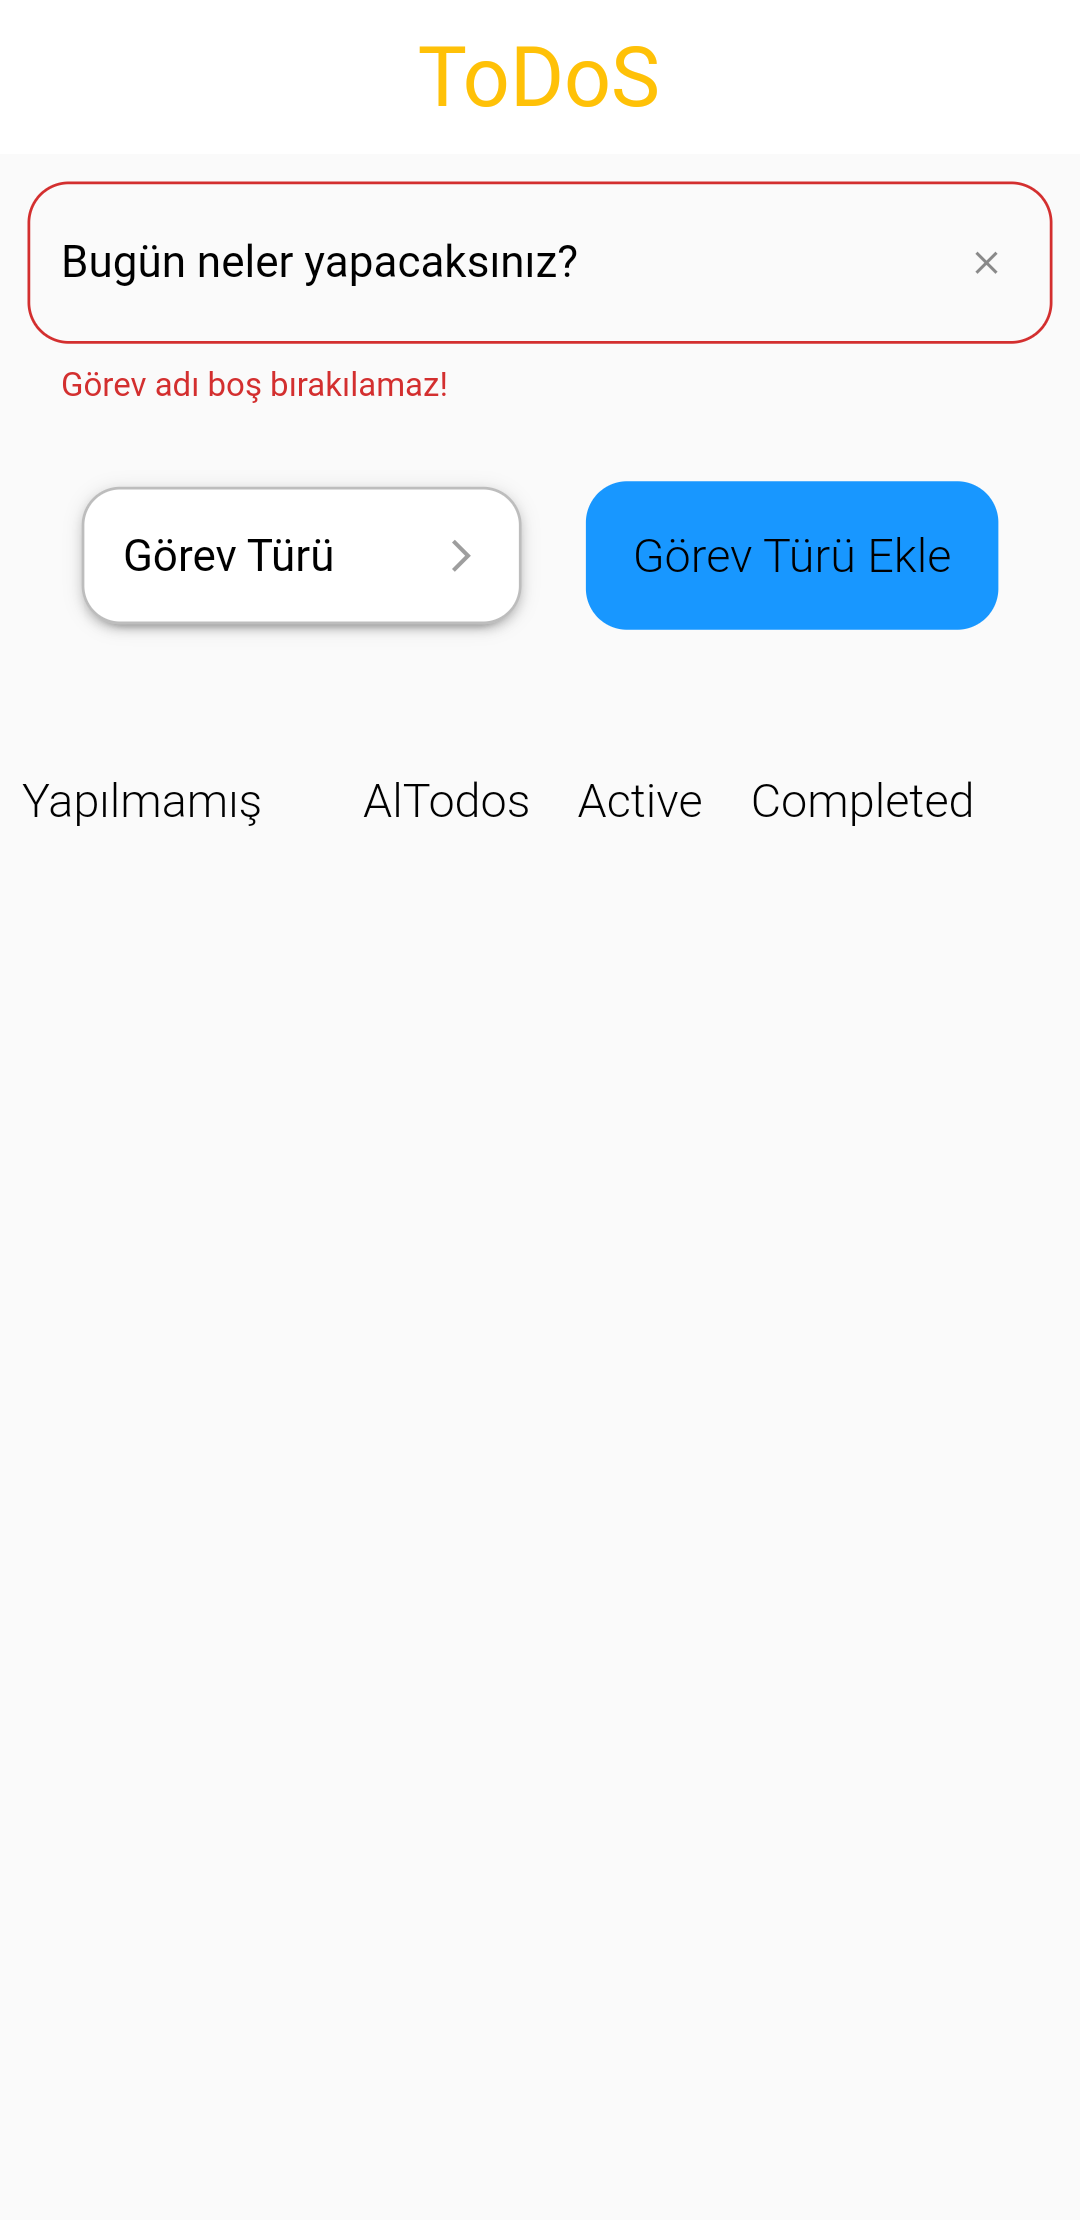 ToDoS
Bugün neler yapacaksınız?
Görev adı boş bırakılamaz!
Görev Türü
Görev Türü Ekle
Yapılmamış AlTodos Active Completed